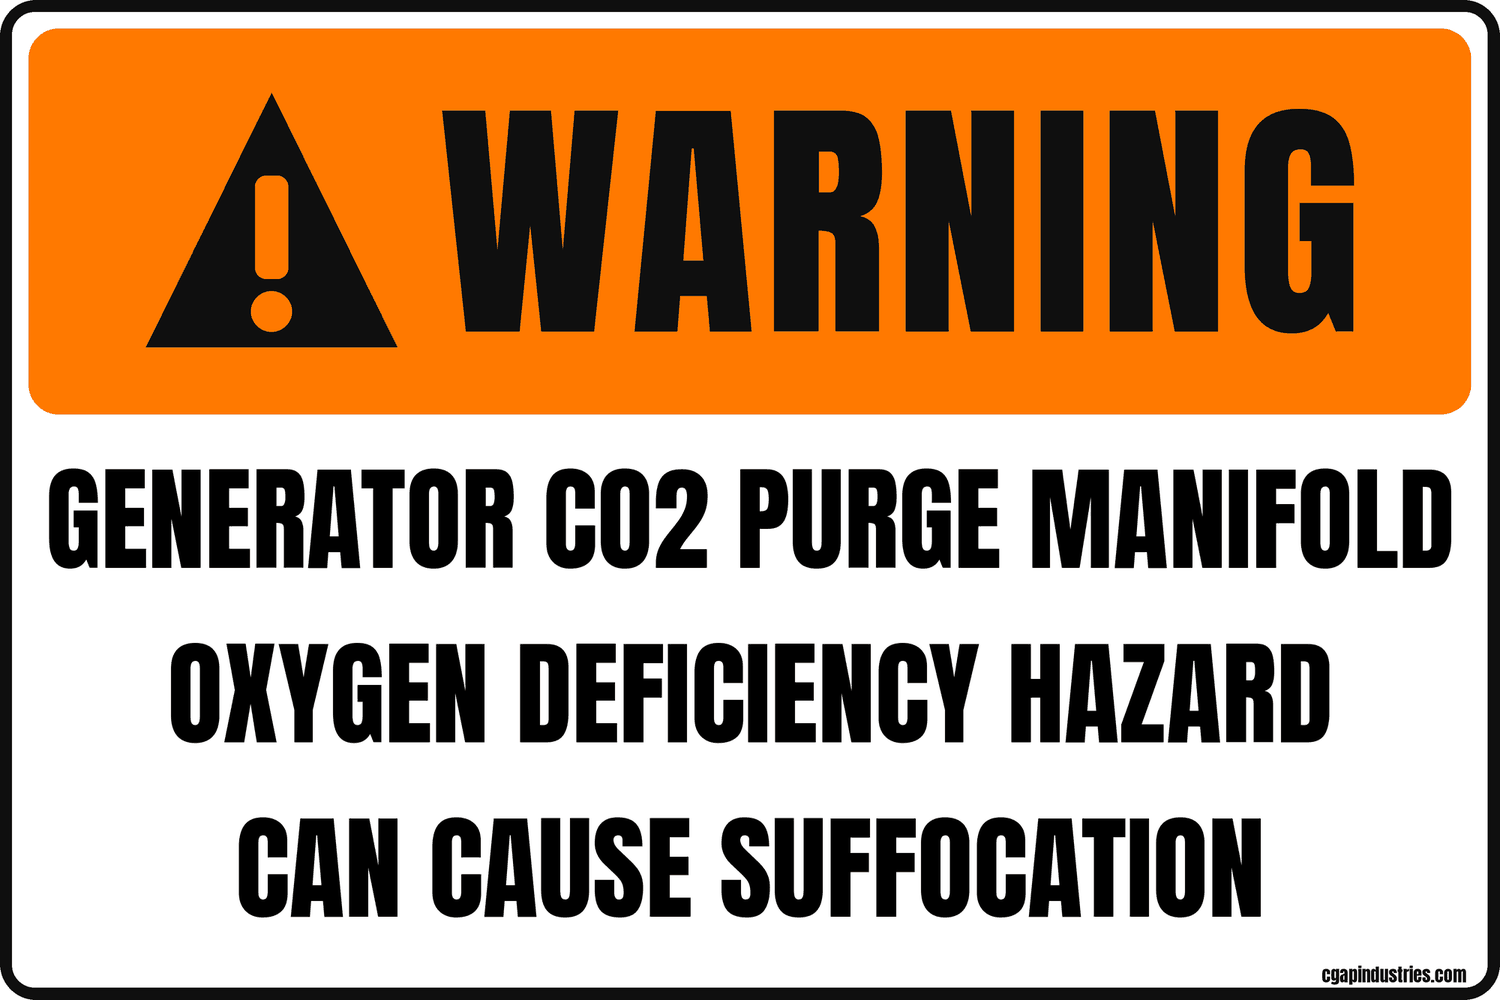 WARNING
GENERATOR CO2 PURGE MANIFOLD
OXYGEN DEFICIENCY HAZARD
CAN CAUSE SUFFOCATION
cgapindustries.com